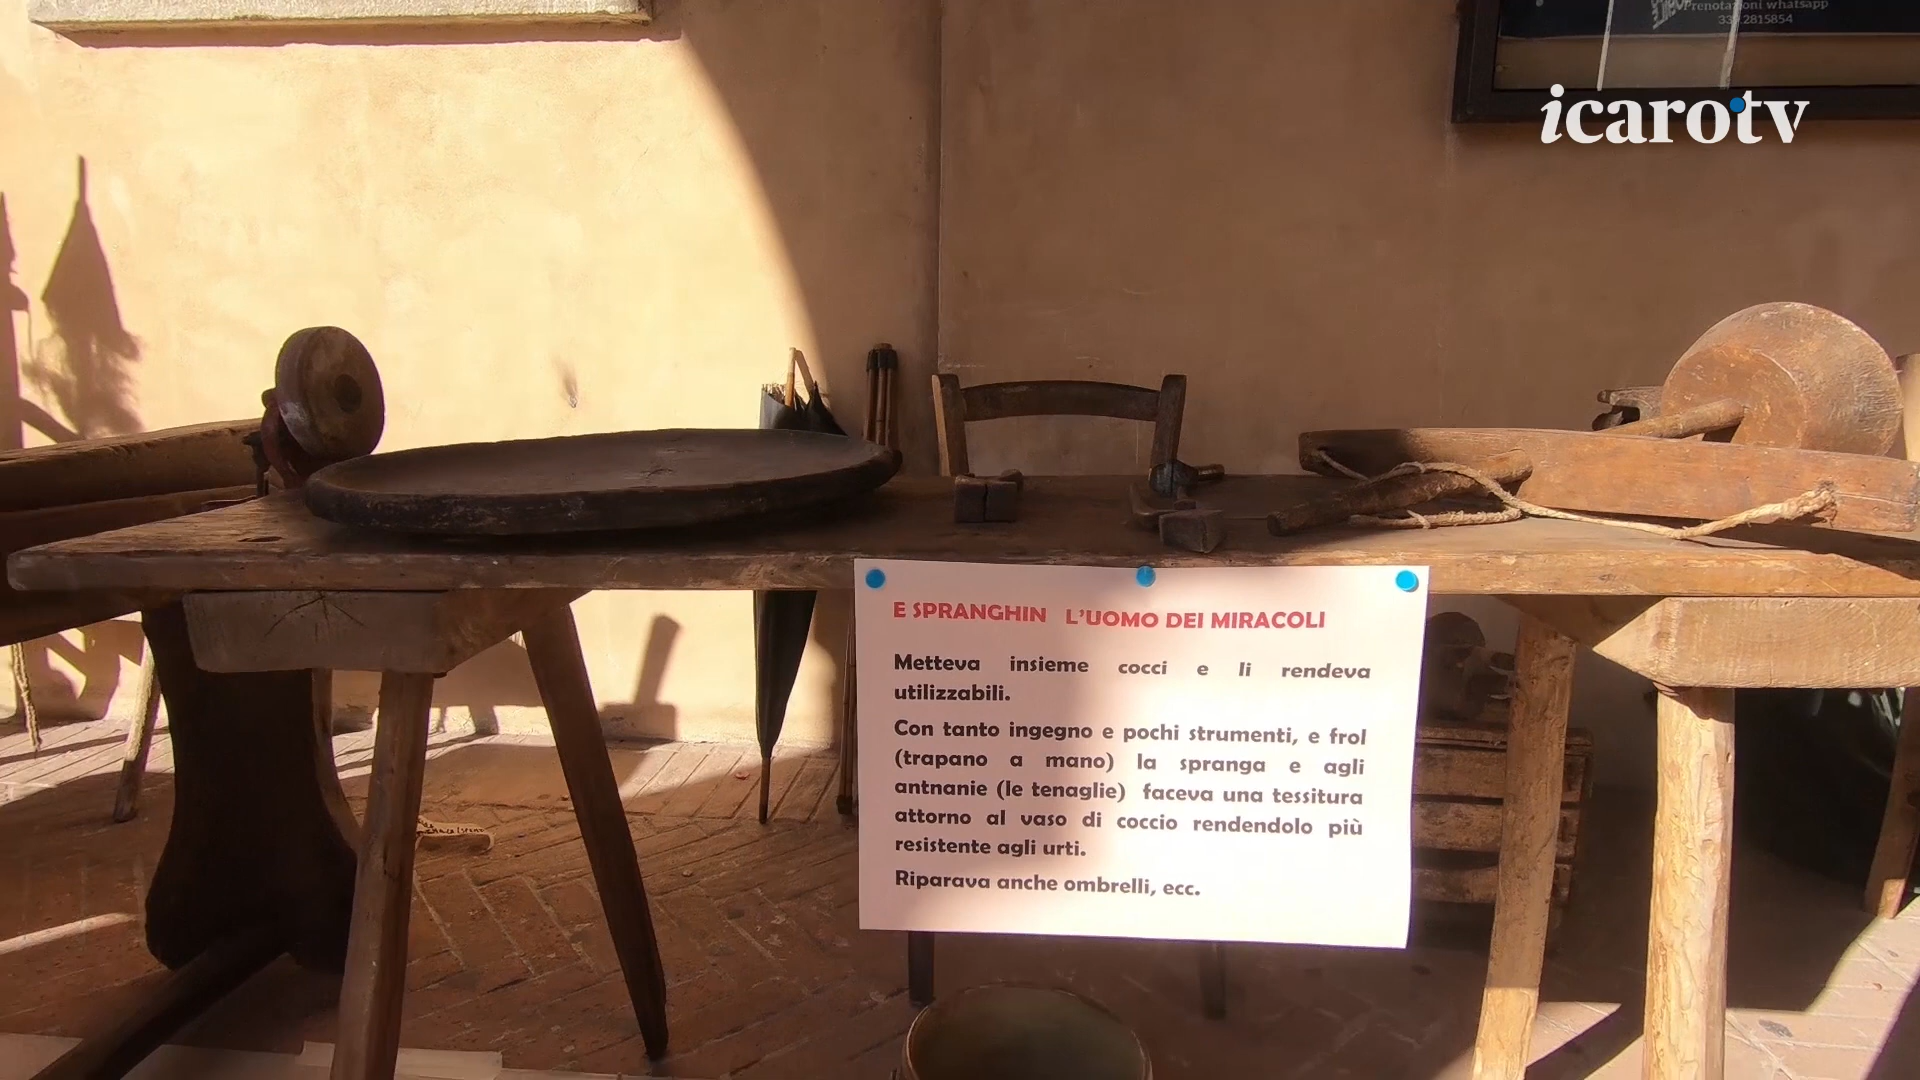 Prenotazioni whatsapp
icarotv
E SPRANGHIN L'UOMO DEI MIRACOLI
Metteva insieme cocci e li rendeva
utilizzabili.
Con tanto ingegno e pochi strumenti, e frol
(trapano a mano) la spranga e agli
antnanie (le tenaglie) faceva una tessitura
attorno al vaso di coccio rendendolo più
resistente agli urti.
Riparava anche ombrelli, ecc.